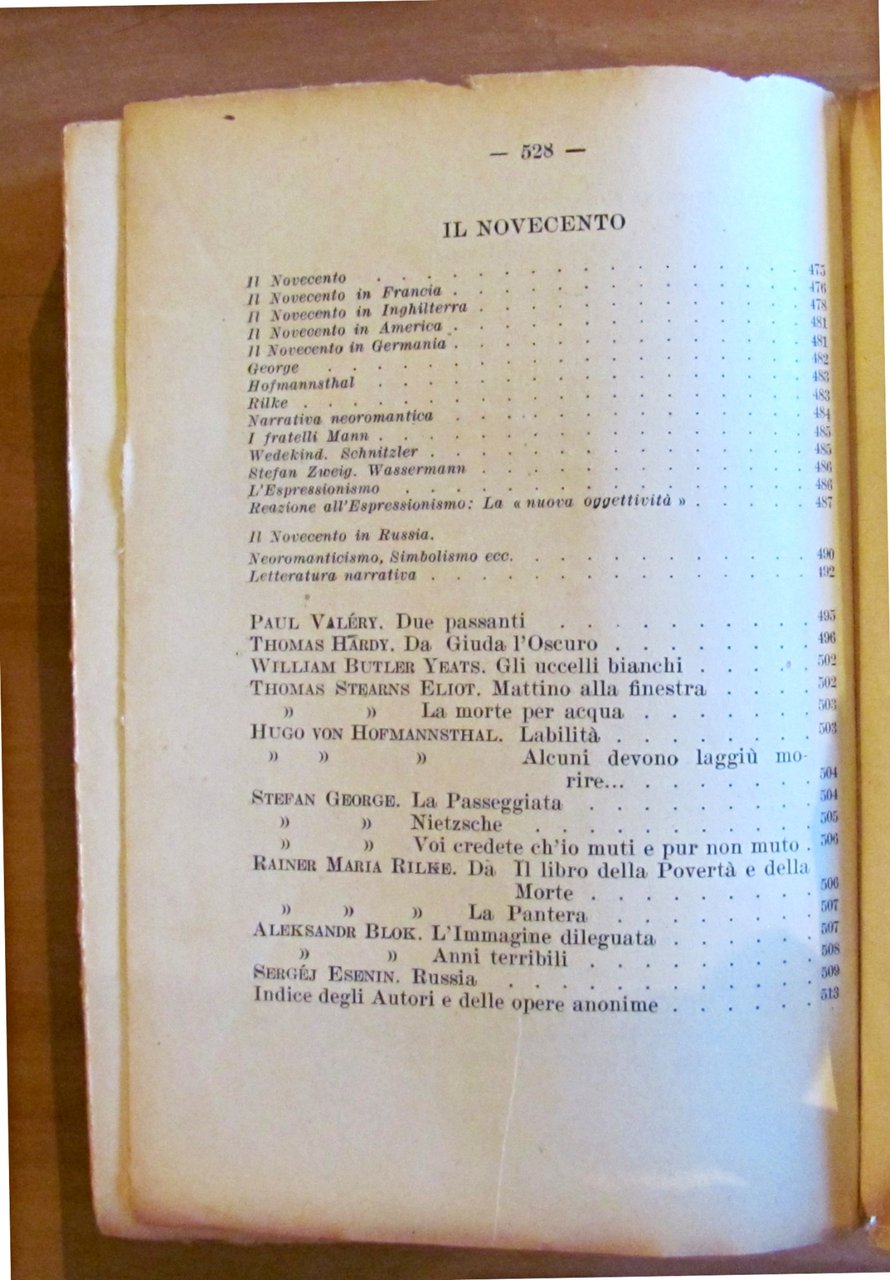 — 528 —
IL NOVECENTO
Il Novecento . . . . . . . . . . . . . . . . . 475
Il Novecento in Francia . . . . . . . . . . . . . . 476
Il Novecento in Inghilterra . . . . . . . . . . . . . 478
Il Novecento in America . . . . . . . . . . . . . . 481
Il Novecento in Germania . . . . . . . . . . . . . . 481
George . . . . . . . . . . . . . . . . . . . 482
Hofmannsthal . . . . . . . . . . . . . . . . . 483
Rilke . . . . . . . . . . . . . . . . . . . . 483
Narrativa neoromantica . . . . . . . . . . . . . . 484
I fratelli Mann . . . . . . . . . . . . . . . . . 485
Wedekind. Schnitzler . . . . . . . . . . . . . . . 485
Stefan Zweig. Wassermann . . . . . . . . . . . . . 486
L'Espressionismo . . . . . . . . . . . . . . . . 486
Reazione all'Espressionismo: La « nuova oggettività » . . . . . 487
Il Novecento in Russia.
Neoromanticismo, Simbolismo ecc. . . . . . . . . . . . 490
Letteratura narrativa . . . . . . . . . . . . . . . 492
PAUL VALÉRY. Due passanti . . . . . . . . . . 495
THOMAS HARDY. Da Giuda l'Oscuro . . . . . . . . 496
WILLIAM BUTLER YEATS. Gli uccelli bianchi . . . . . 502
THOMAS STEARNS ELIOT. Mattino alla finestra . . . . 502
» » La morte per acqua . . . . . . . 503
HUGO VON HOFMANNSTHAL. Labilità . . . . . . . . 503
» » » Alcuni devono laggiù mo-
rire... . . . . . . . . 504
STEFAN GEORGE. La Passeggiata . . . . . . . . . 504
» » Nietzsche . . . . . . . . . . . 505
» » Voi credete ch'io muti e pur non muto . 506
RAINER MARIA RILKE. Da Il libro della Povertà e della
Morte . . . . . . . . . 506
» » » La Pantera . . . . . . . . 507
ALEKSANDR BLOK. L'Immagine dileguata . . . . . . 507
» » Anni terribili . . . . . . . . . 508
SERGÉJ ESENIN. Russia . . . . . . . . . . . . 509
Indice degli Autori e delle opere anonime . . . . . . 513